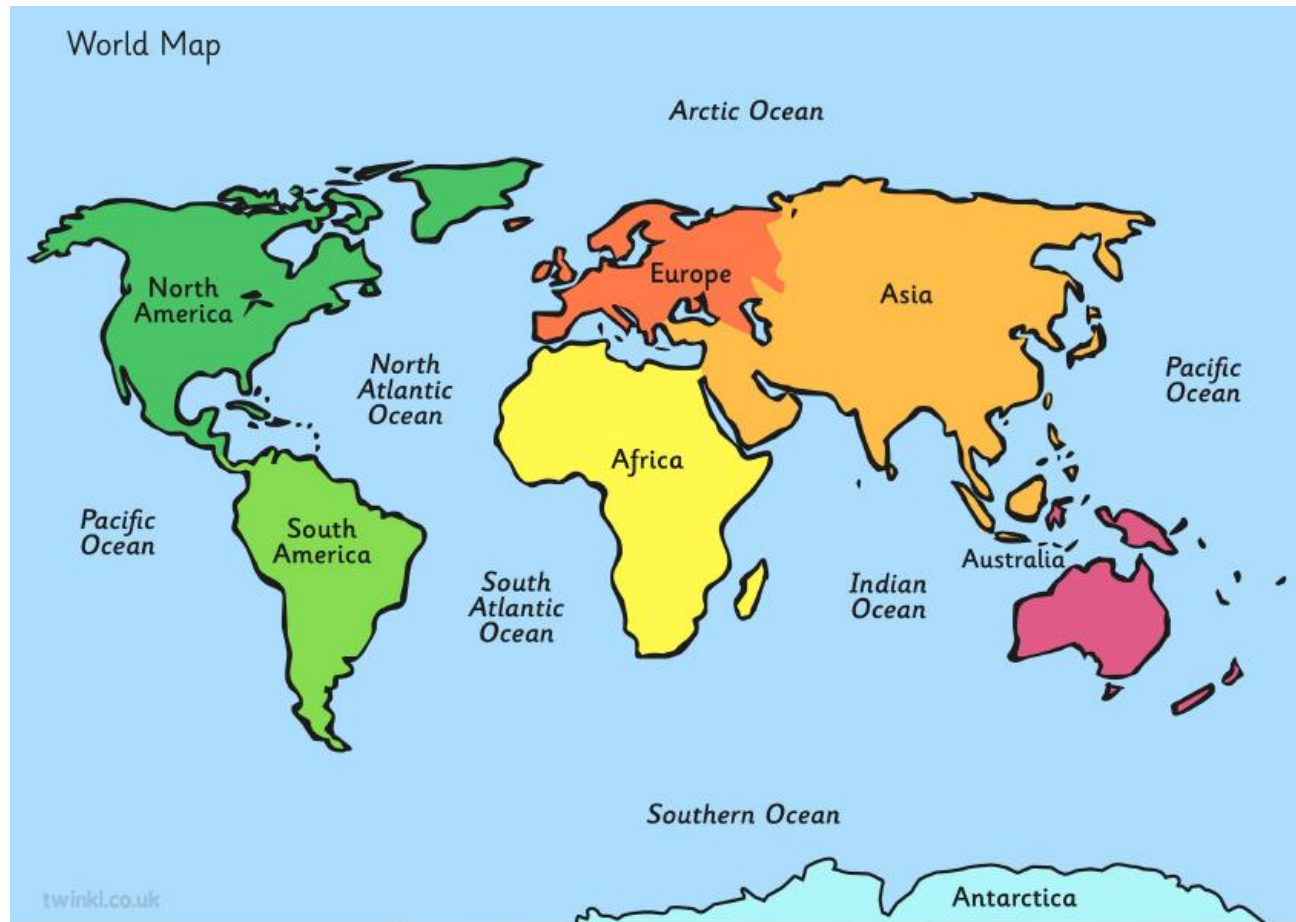 World Map
Arctic Ocean
North
America
Europe
Asia
North
Atlantic
Ocean
Pacific
Ocean
Africa
Pacific
Ocean
South
America
South
Atlantic
Ocean
Indian
Ocean
Australia
Southern Ocean
Antarctica
twinkl.co.uk